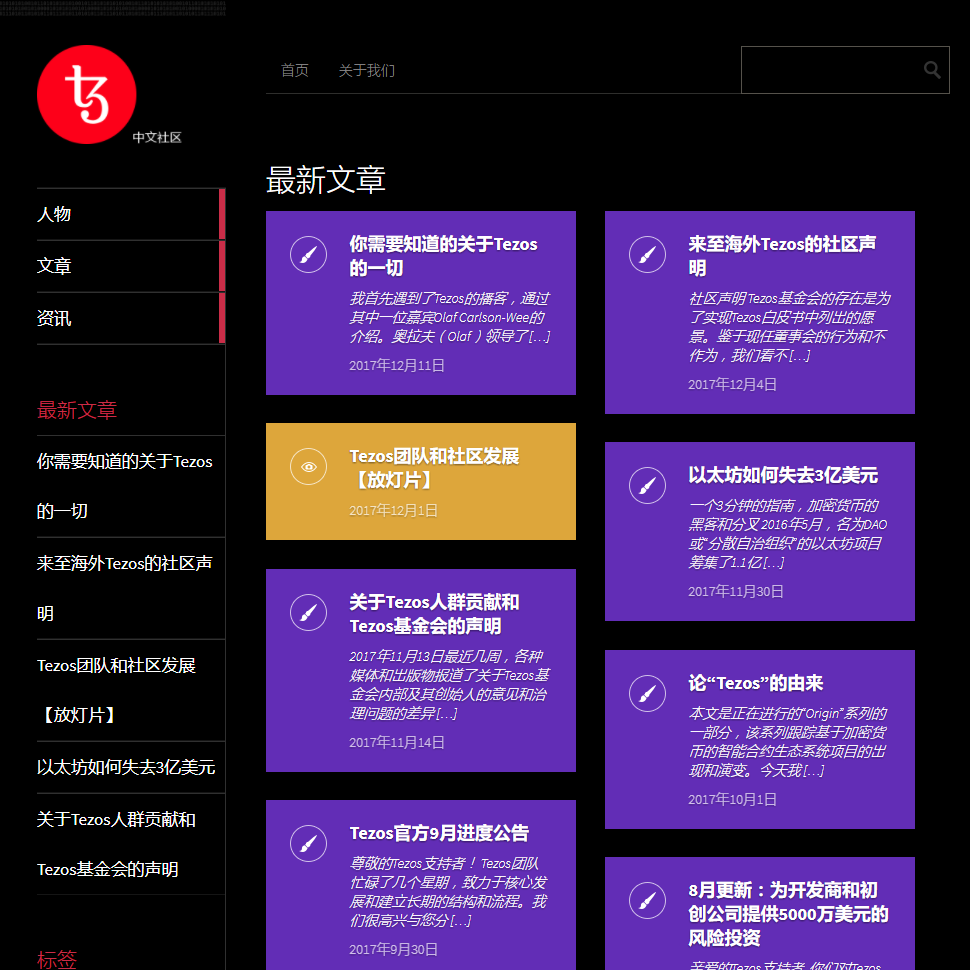 ꜩ
中文社区
首页
关于我们
人物
文章
资讯
最新文章
你需要知道的关于Tezos
的一切
来至海外Tezos的社区声
明
Tezos团队和社区发展
【放灯片】
以太坊如何失去3亿美元
关于Tezos人群贡献和
Tezos基金会的声明
标签
最新文章
你需要知道的关于Tezos
的一切
我首先遇到了Tezos的播客，通过
其中一位嘉宾Olaf Carlson-Wee的
介绍。奥拉夫（Olaf）领导了 […]
2017年12月11日
来至海外Tezos的社区声
明
社区声明 Tezos基金会的存在是为
了实现Tezos白皮书中列出的愿
景。鉴于现任董事会的行为和不
作为，我们看不 […]
2017年12月4日
Tezos团队和社区发展
【放灯片】
2017年12月1日
以太坊如何失去3亿美元
一个3分钟的指南，加密货币的
黑客和分叉 2016年5月，名为DAO
或“分散自治组织”的以太坊项目
筹集了1.1亿 […]
2017年11月30日
关于Tezos人群贡献和
Tezos基金会的声明
2017年11月13日最近几周，各种
媒体和出版物报道了关于Tezos基
金会内部及其创始人的意见和治
理问题的差异 […]
2017年11月14日
论“Tezos”的由来
本文是正在进行的“Origin”系列的
一部分，该系列跟踪基于加密货
币的智能合约生态系统项目的出
现和演变。今天我 […]
2017年10月1日
Tezos官方9月进度公告
尊敬的Tezos支持者！ Tezos团队
忙碌了几个星期，致力于核心发
展和建立长期的结构和流程。我
们很高兴与您分 […]
2017年9月30日
8月更新：为开发商和初
创公司提供5000万美元的
风险投资
亲爱的Tezos支持者, 你们对Tezos